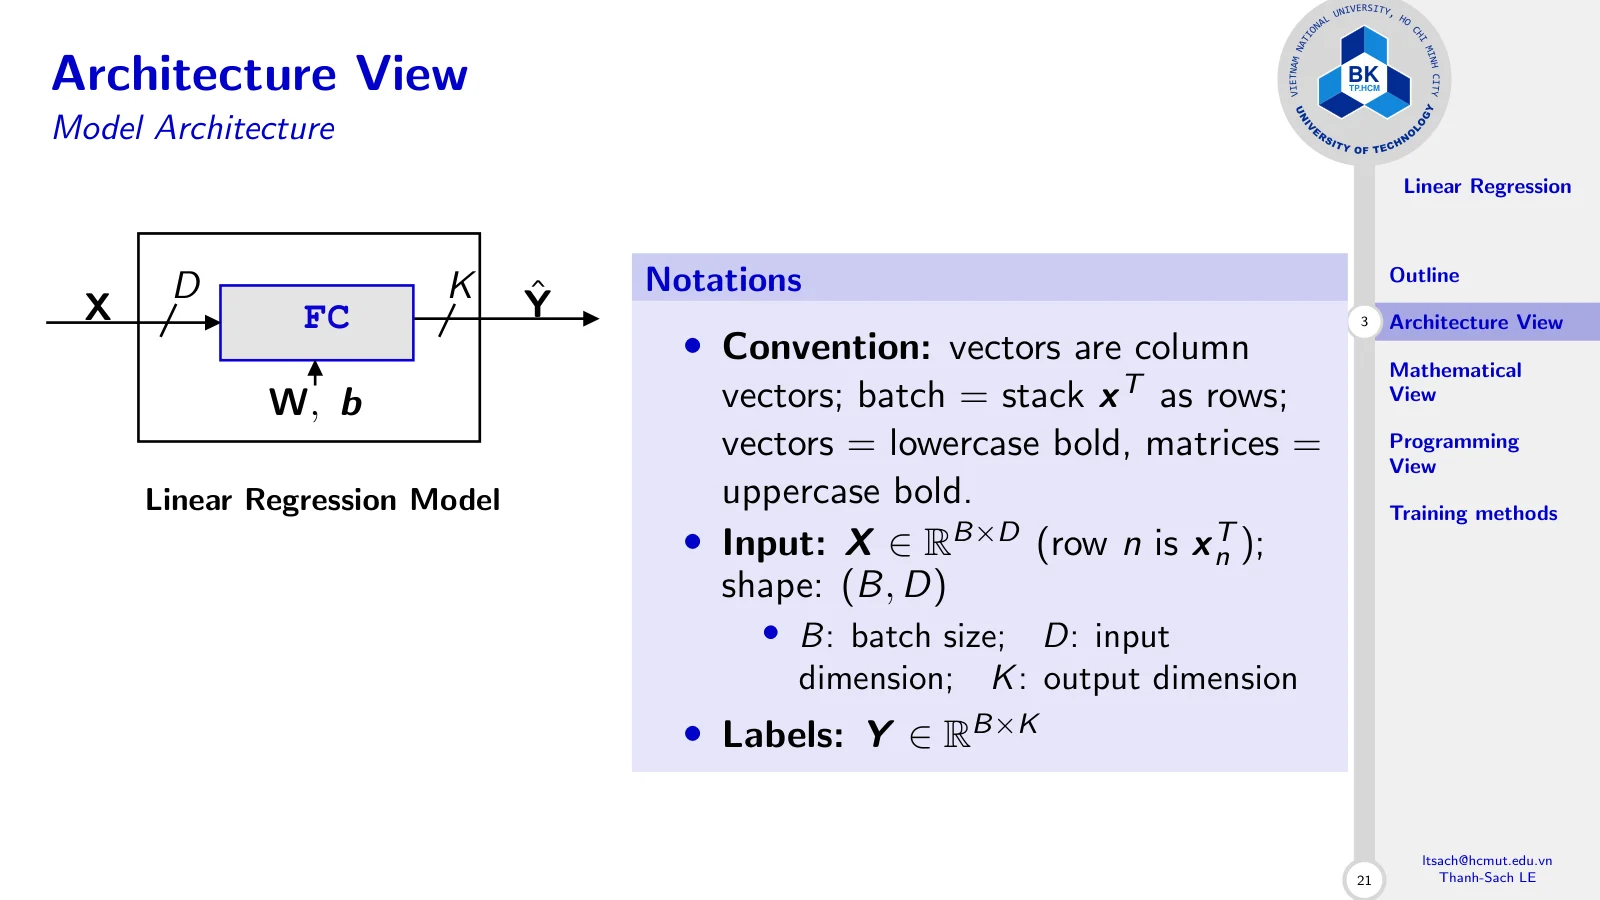 Architecture View
Model Architecture
X
D
FC
K
Ŷ
W, b
Linear Regression Model
Notations
• Convention: vectors are column
vectors; batch = stack x^T as rows;
vectors = lowercase bold, matrices =
uppercase bold.
• Input: X ∈ ℝ^{B×D} (row n is x_n^T);
shape: (B, D)
• B: batch size; D: input
dimension; K: output dimension
• Labels: Y ∈ ℝ^{B×K}
VIETNAM NATIONAL UNIVERSITY, HO CHI MINH CITY
BK
TP.HCM
UNIVERSITY OF TECHNOLOGY
Linear Regression
Outline
3
Architecture View
Mathematical
View
Programming
View
Training methods
21
ltsach@hcmut.edu.vn
Thanh-Sach LE